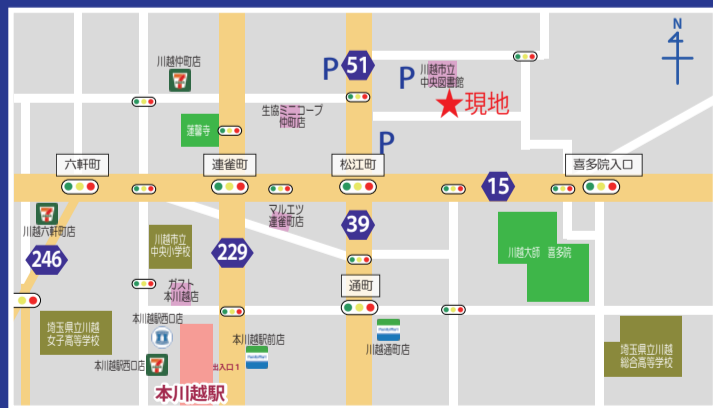 N
川越仲町店
P
51
P
川越市立
中央図書館
★現地
生協ミニコープ
仲町店
蓮馨寺
P
六軒町
連雀町
松江町
喜多院入口
15
川越六軒町店
マルエツ
連雀町店
39
246
川越市立
中央小学校
229
川越大師 喜多院
ガスト
本川越店
通町
埼玉県立川越
女子高等学校
本川越駅西口店
本川越駅前店
FamilyMart
FamilyMart
川越通町店
埼玉県立川越
総合高等学校
本川越駅西口店
出入口1
本川越駅